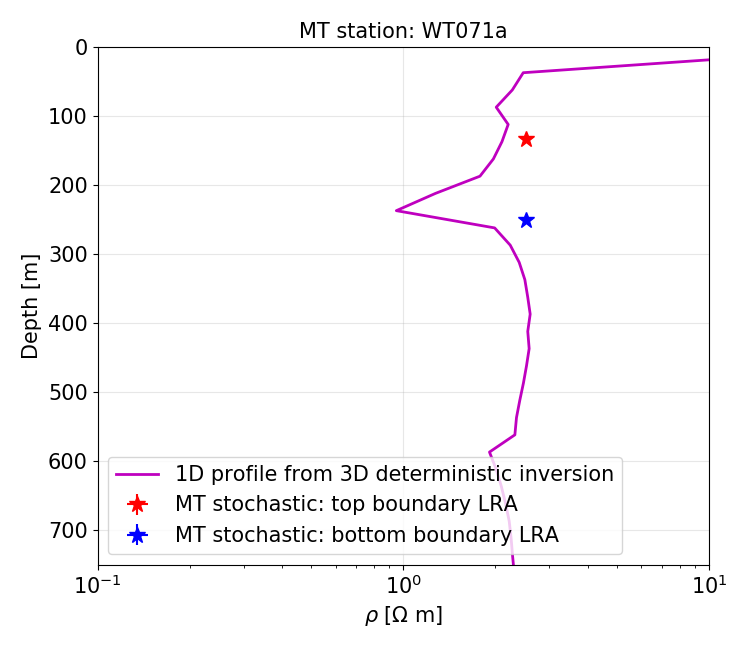 MT station: WT071a
0
100
200
300
400
500
600
700
Depth [m]
1D profile from 3D deterministic inversion
MT stochastic: top boundary LRA
MT stochastic: bottom boundary LRA
10⁻¹ 10⁰ 10¹
ρ [Ω m]